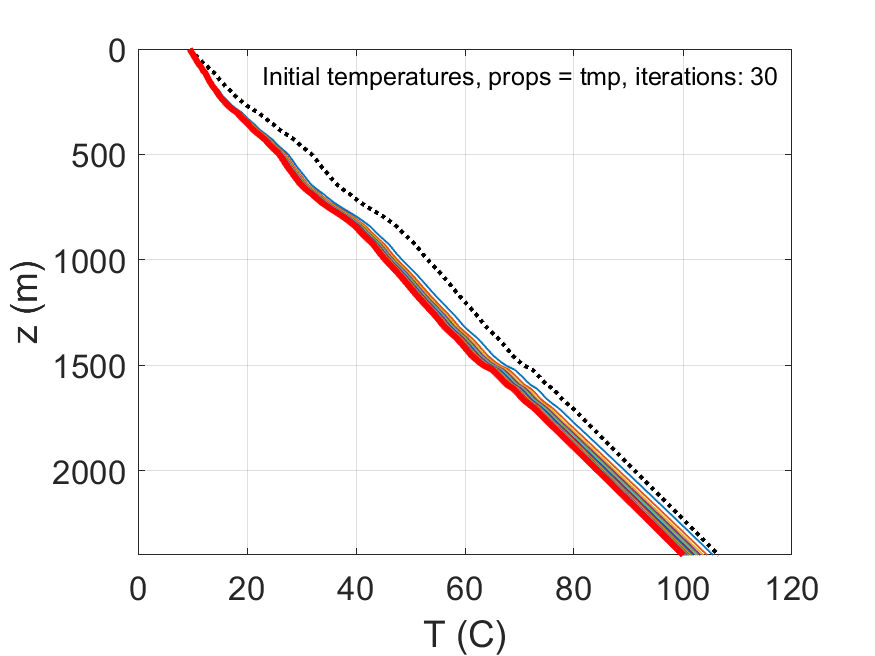 Initial temperatures, props = tmp, iterations: 30
0
500
1000
1500
2000
z (m)
0 20 40 60 80 100 120
T (C)